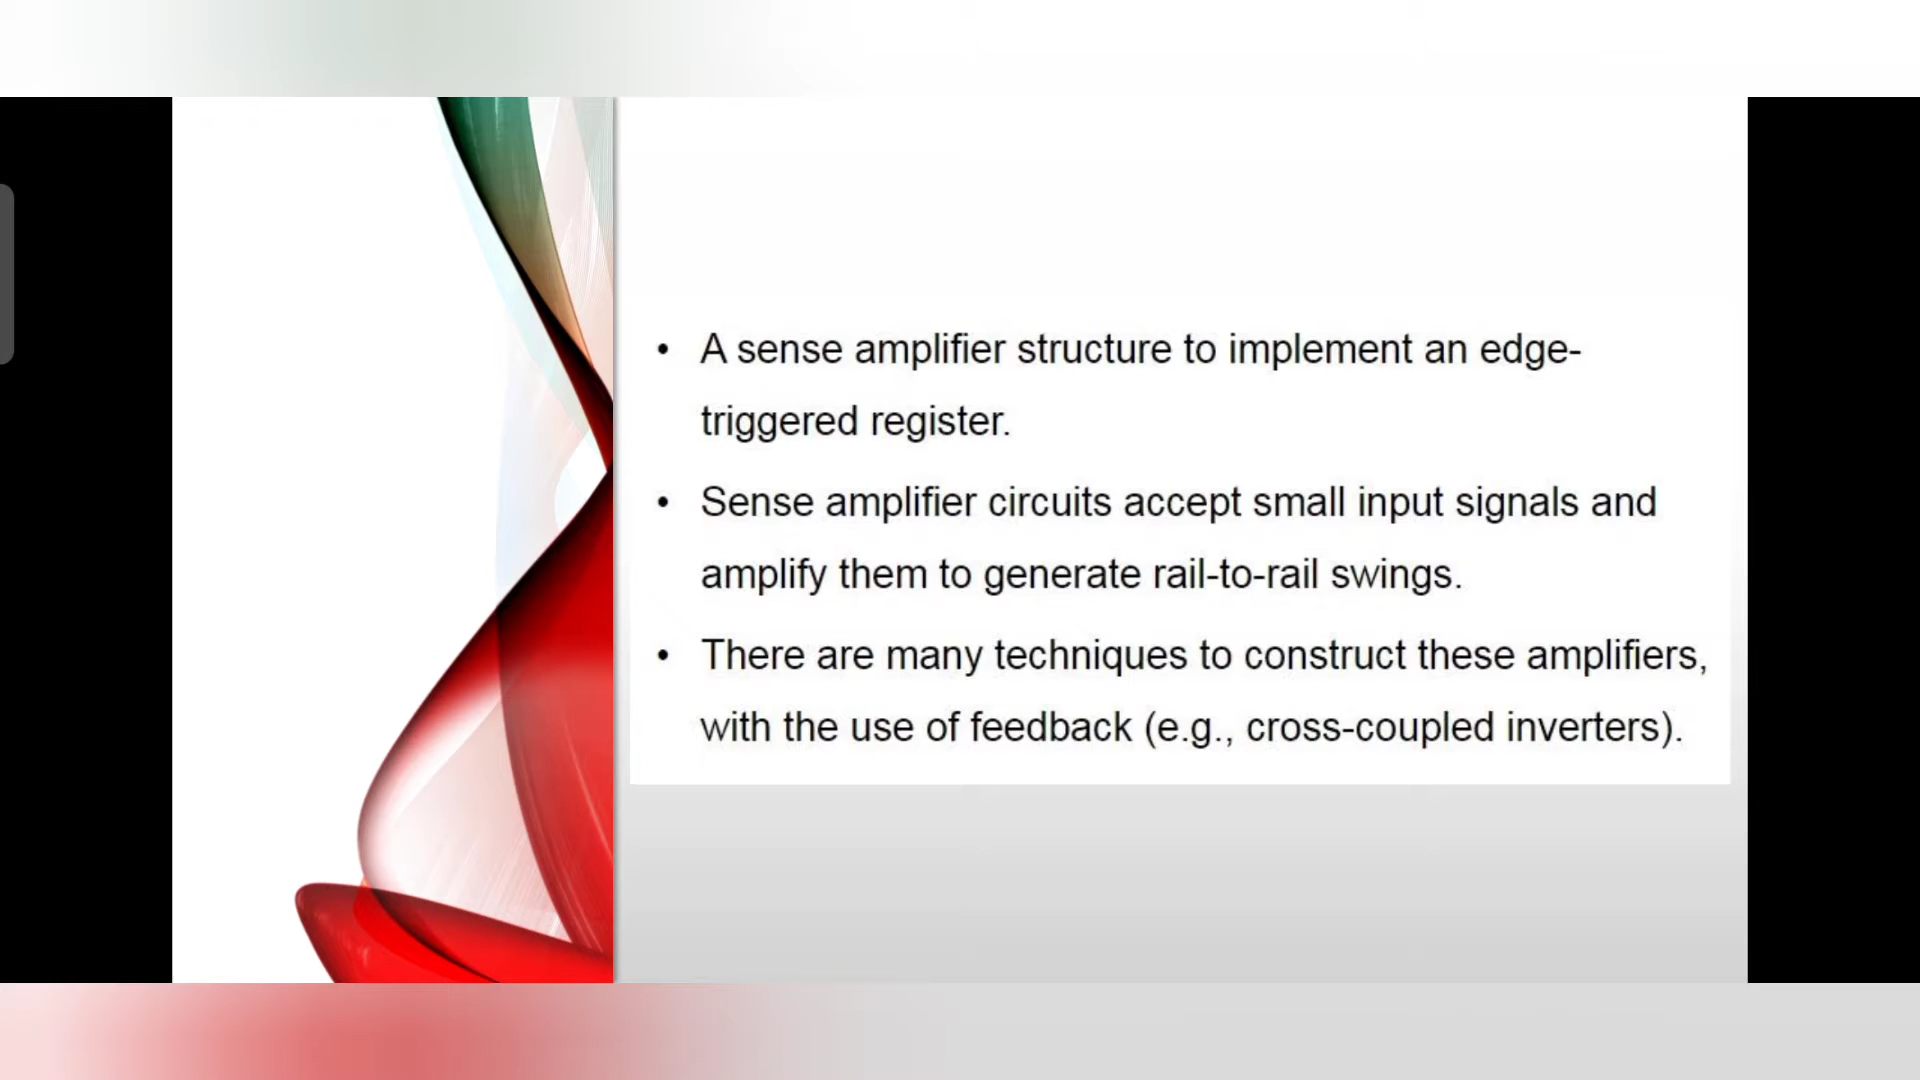 • A sense amplifier structure to implement an edge-
triggered register.
• Sense amplifier circuits accept small input signals and
amplify them to generate rail-to-rail swings.
• There are many techniques to construct these amplifiers,
with the use of feedback (e.g., cross-coupled inverters).